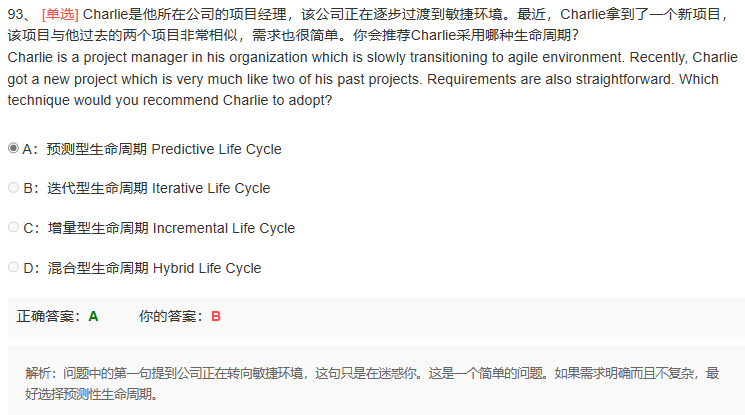 93、 [单选] Charlie是他所在公司的项目经理，该公司正在逐步过渡到敏捷环境。最近，Charlie拿到了一个新项目，
该项目与他过去的两个项目非常相似，需求也很简单。你会推荐Charlie采用哪种生命周期？
Charlie is a project manager in his organization which is slowly transitioning to agile environment. Recently, Charlie
got a new project which is very much like two of his past projects. Requirements are also straightforward. Which
technique would you recommend Charlie to adopt?
A：预测型生命周期 Predictive Life Cycle
B：迭代型生命周期 Iterative Life Cycle
C：增量型生命周期 Incremental Life Cycle
D：混合型生命周期 Hybrid Life Cycle
正确答案：A 你的答案：B
解析：问题中的第一句提到公司正在转向敏捷环境，这句只是在迷惑你。这是一个简单的问题。如果需求明确而且不复杂，最
好选择预测性生命周期。